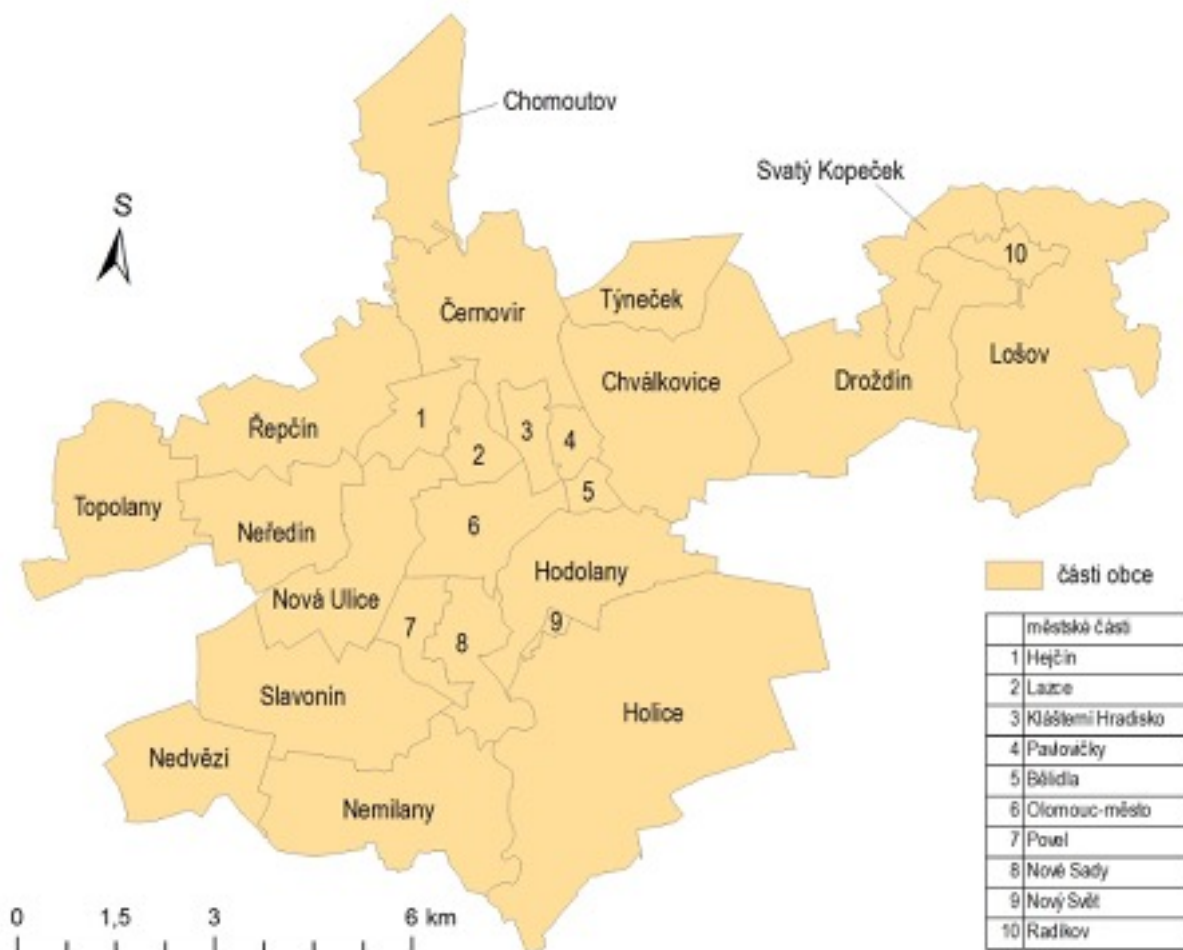 Chomoutov
Svatý Kopeček
S
10
Týneček
Černovír
Lošov
Chválkovice
Droždín
1
Řepčín
3
4
2
5
Topolany
6
Neředín
Hodolany
části obce
Nová Ulice
9
7
8
městské části
1 Hejčín
2 Lazce
3 Klášterní Hradisko
4 Pavlovičky
5 Bělidla
6 Olomouc-město
7 Povel
8 Nové Sady
9 Nový Svět
10 Radíkov
Slavonín
Holice
Nedvězí
Nemilany
0 1,5 3 6 km